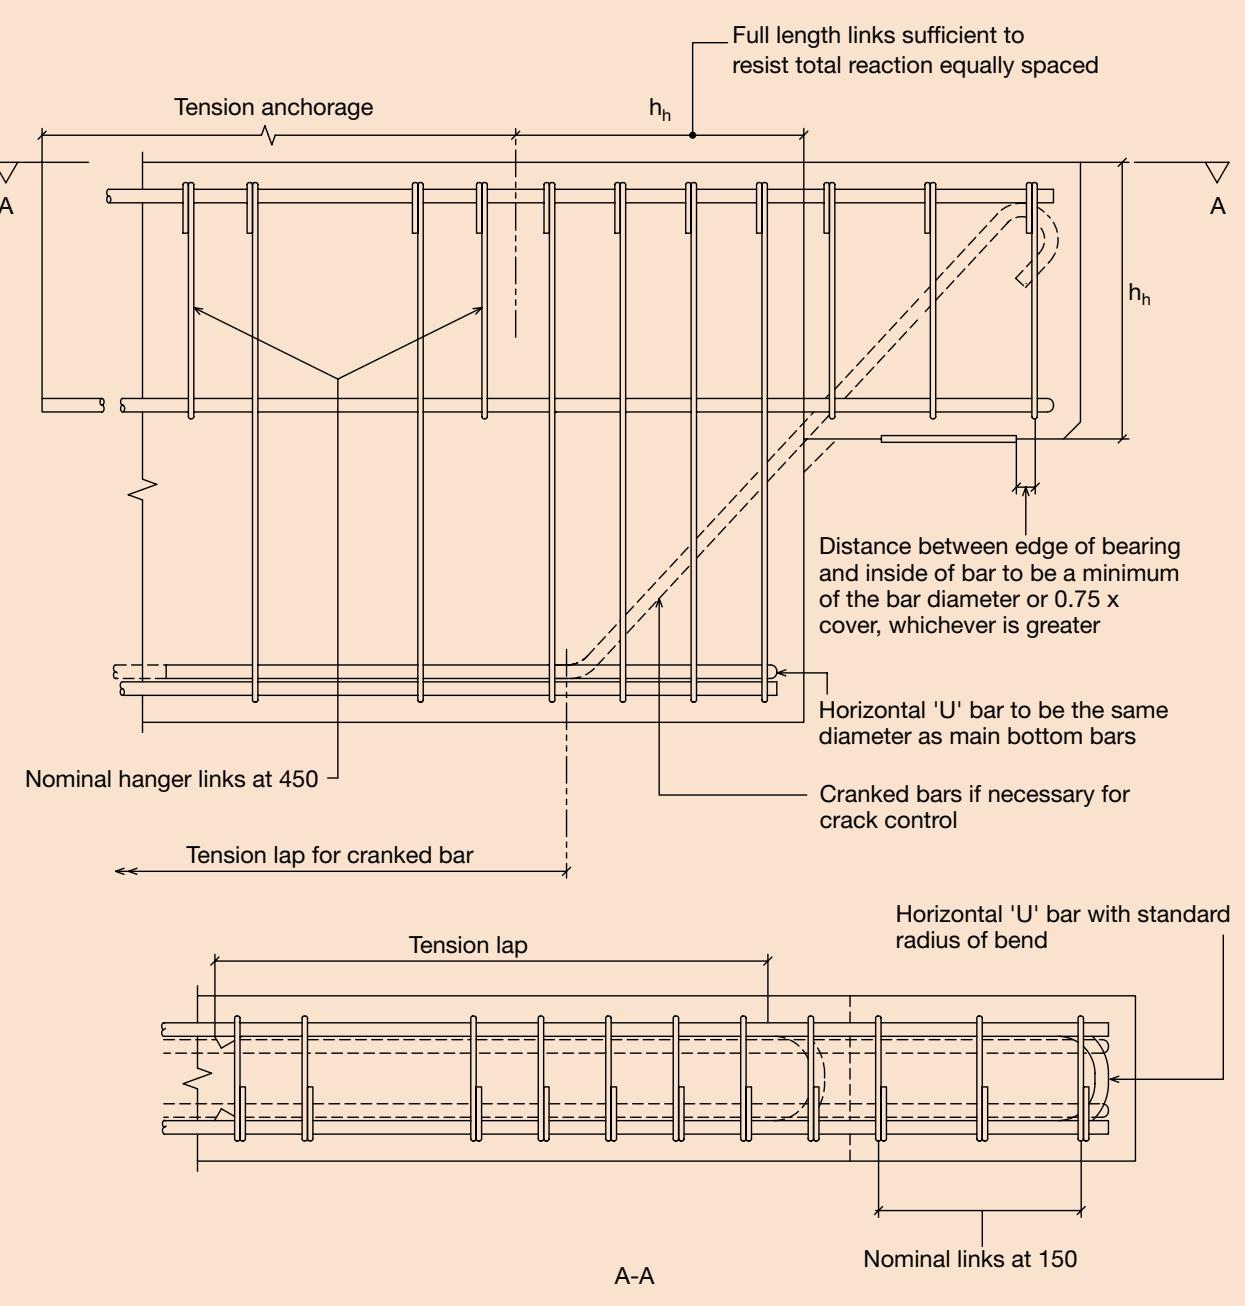 Full length links sufficient to
resist total reaction equally spaced
Tension anchorage
hh
A
A
hh
Distance between edge of bearing
and inside of bar to be a minimum
of the bar diameter or 0.75 x
cover, whichever is greater
Horizontal 'U' bar to be the same
diameter as main bottom bars
Nominal hanger links at 450
Cranked bars if necessary for
crack control
Tension lap for cranked bar
Horizontal 'U' bar with standard
radius of bend
Tension lap
Nominal links at 150
A-A